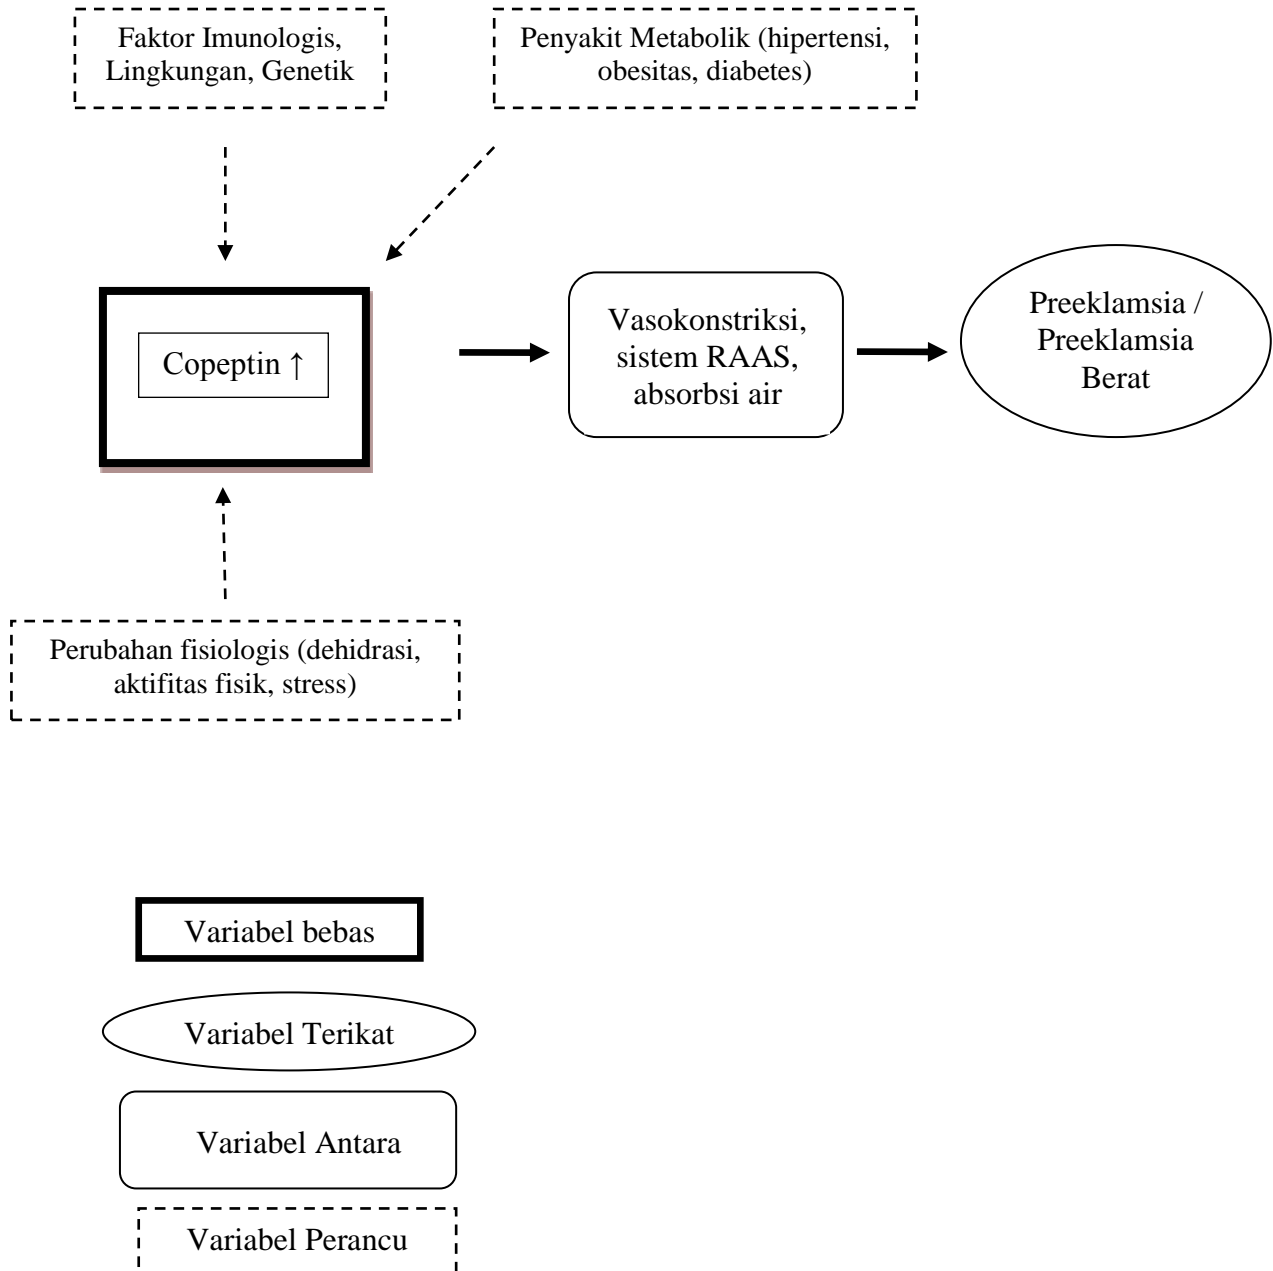 Faktor Imunologis,
Lingkungan, Genetik
Penyakit Metabolik (hipertensi,
obesitas, diabetes)
Copeptin ↑
Vasokonstriksi,
sistem RAAS,
absorbsi air
Preeklamsia /
Preeklamsia
Berat
Perubahan fisiologis (dehidrasi,
aktifitas fisik, stress)
Variabel bebas
Variabel Terikat
Variabel Antara
Variabel Perancu